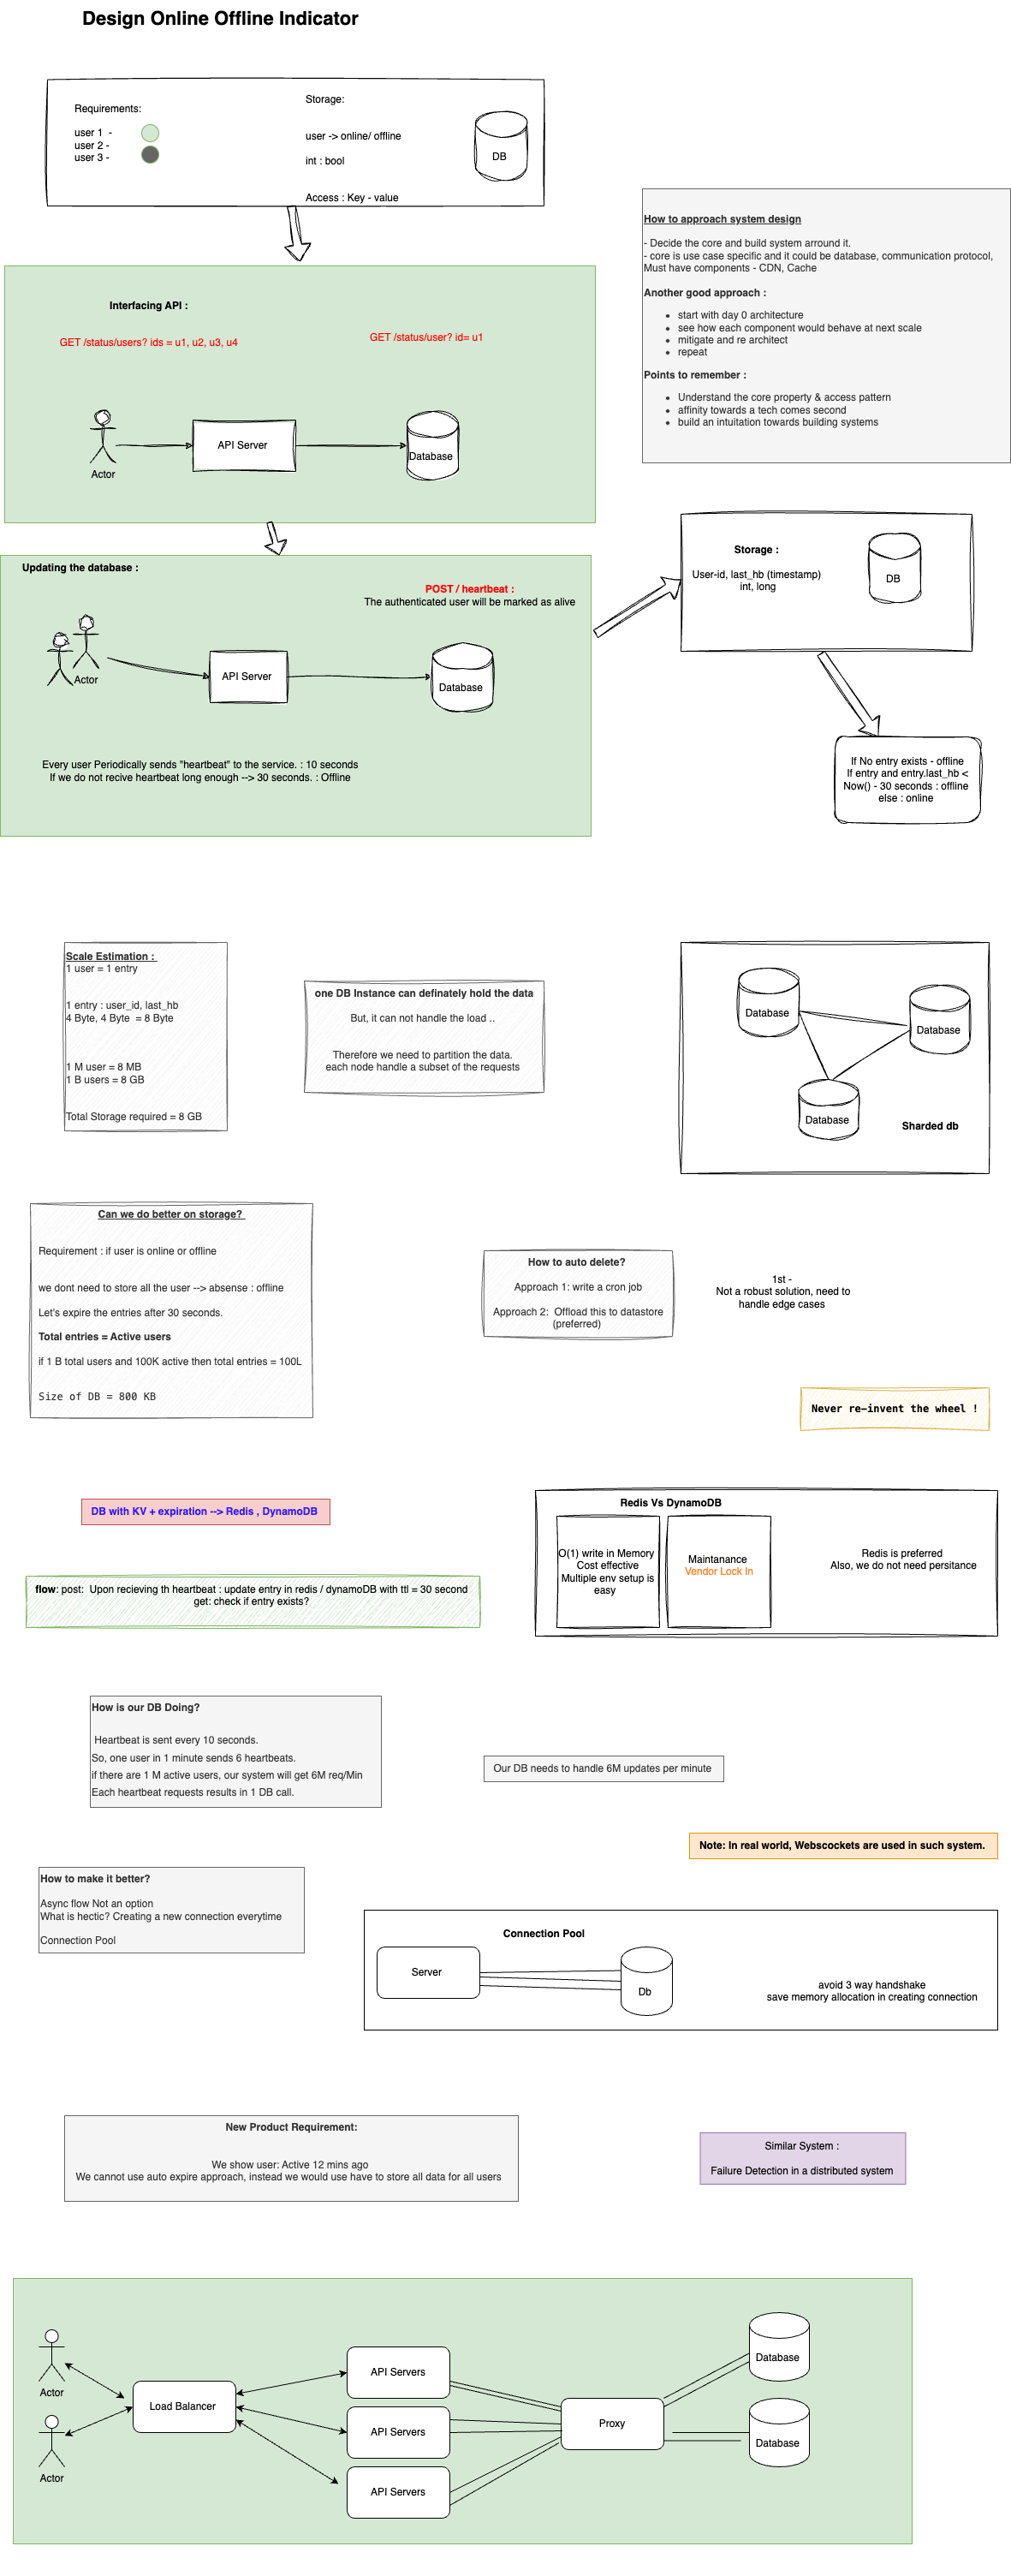 Design Online Offline Indicator
Requirements:
user 1  -
user 2 -
user 3 -
Storage:
user -> online/ offline
int : bool
Access : Key - value
DB
How to approach system design
- Decide the core and build system arround it.
- core is use case specific and it could be database, communication protocol,
Must have components - CDN, Cache
Another good approach :
start with day 0 architecture
see how each component would behave at next scale
mitigate and re architect
repeat
Points to remember :
Understand the core property & access pattern
affinity towards a tech comes second
build an intuitation towards building systems
Interfacing API :
GET /status/users? ids = u1, u2, u3, u4
GET /status/user? id= u1
Actor
API Server
Database
Updating the database :
POST / heartbeat :
The authenticated user will be marked as alive
Actor
API Server
Database
Every user Periodically sends "heartbeat" to the service. : 10 seconds
If we do not recive heartbeat long enough --> 30 seconds. : Offline
Storage :
User-id, last_hb (timestamp)
int, long
DB
If No entry exists - offline
If entry and entry.last_hb <
Now() - 30 seconds : offline
else : online
Scale Estimation :
1 user = 1 entry
1 entry : user_id, last_hb
4 Byte, 4 Byte  = 8 Byte
1 M user = 8 MB
1 B users = 8 GB
Total Storage required = 8 GB
one DB Instance can definately hold the data
But, it can not handle the load ..
Therefore we need to partition the data.
each node handle a subset of the requests
Database
Database
Database
Sharded db
Can we do better on storage?
Requirement : if user is online or offline
we dont need to store all the user --> absense : offline
Let's expire the entries after 30 seconds.
Total entries = Active users
if 1 B total users and 100K active then total entries = 100L
Size of DB = 800 KB
How to auto delete?
Approach 1: write a cron job
Approach 2:  Offload this to datastore
(preferred)
1st -
Not a robust solution, need to
handle edge cases
Never re-invent the wheel !
DB with KV + expiration --> Redis , DynamoDB
Redis Vs DynamoDB
O(1) write in Memory
Cost effective
Multiple env setup is
easy
Maintanance
Vendor Lock In
Redis is preferred
Also, we do not need persitance
flow: post:  Upon recieving th heartbeat : update entry in redis / dynamoDB with ttl = 30 second
get: check if entry exists?
How is our DB Doing?
Heartbeat is sent every 10 seconds.
So, one user in 1 minute sends 6 heartbeats.
if there are 1 M active users, our system will get 6M req/Min
Each heartbeat requests results in 1 DB call.
Our DB needs to handle 6M updates per minute
Note: In real world, Webscockets are used in such system.
How to make it better?
Async flow Not an option
What is hectic? Creating a new connection everytime
Connection Pool
Connection Pool
Server
Db
avoid 3 way handshake
save memory allocation in creating connection
New Product Requirement:
We show user: Active 12 mins ago
We cannot use auto expire approach, instead we would use have to store all data for all users
Similar System :
Failure Detection in a distributed system
Actor
Actor
Load Balancer
API Servers
API Servers
API Servers
Proxy
Database
Database